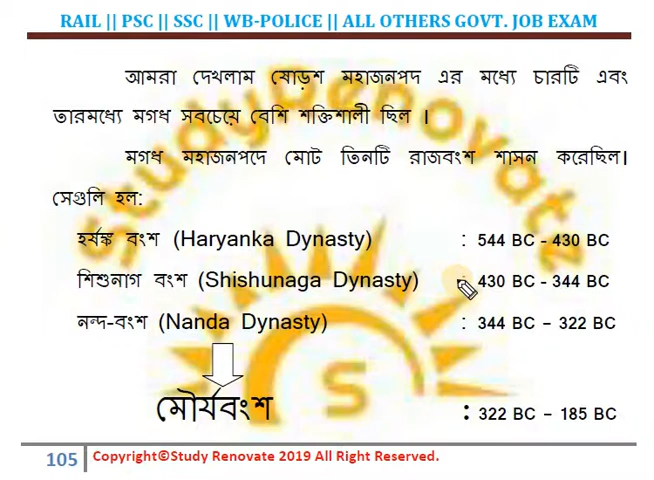 RAIL || PSC || SSC || WB-POLICE || ALL OTHERS GOVT. JOB EXAM
আমরা দেখলাম ষোড়শ মহাজনপদ এর মধ্যে চারটি এবং
তারমধ্যে মগধ সবচেয়ে বেশি শক্তিশালী ছিল ।
মগধ মহাজনপদে মোট তিনটি রাজবংশ শাসন করেছিল।
সেগুলি হল:
হর্ষঙ্ক বংশ (Haryanka Dynasty) : 544 BC - 430 BC
শিশুনাগ বংশ (Shishunaga Dynasty) : 430 BC - 344 BC
নন্দ-বংশ (Nanda Dynasty) : 344 BC – 322 BC
মৌর্যবংশ : 322 BC – 185 BC
105 Copyright©Study Renovate 2019 All Right Reserved.
StudyRenovate
S